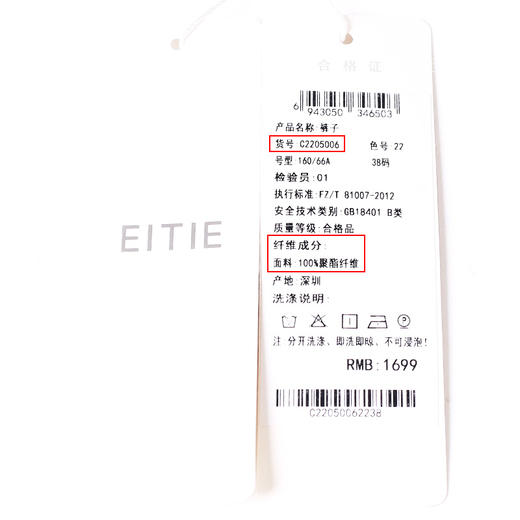 EITIE
合格证
6 943050 346503
产品名称:裤子
货号 C2205006 色号 22
号型:160/66A 38码
检验员:01
执行标准:FZ/T 81007-2012
安全技术类别:GB18401 B类
质量等级:合格品
纤维成分:
面料:100%聚酯纤维
产地:深圳
洗涤说明:
注 分开洗涤、即洗即晾、不可浸泡!
RMB:1699
C22050062238